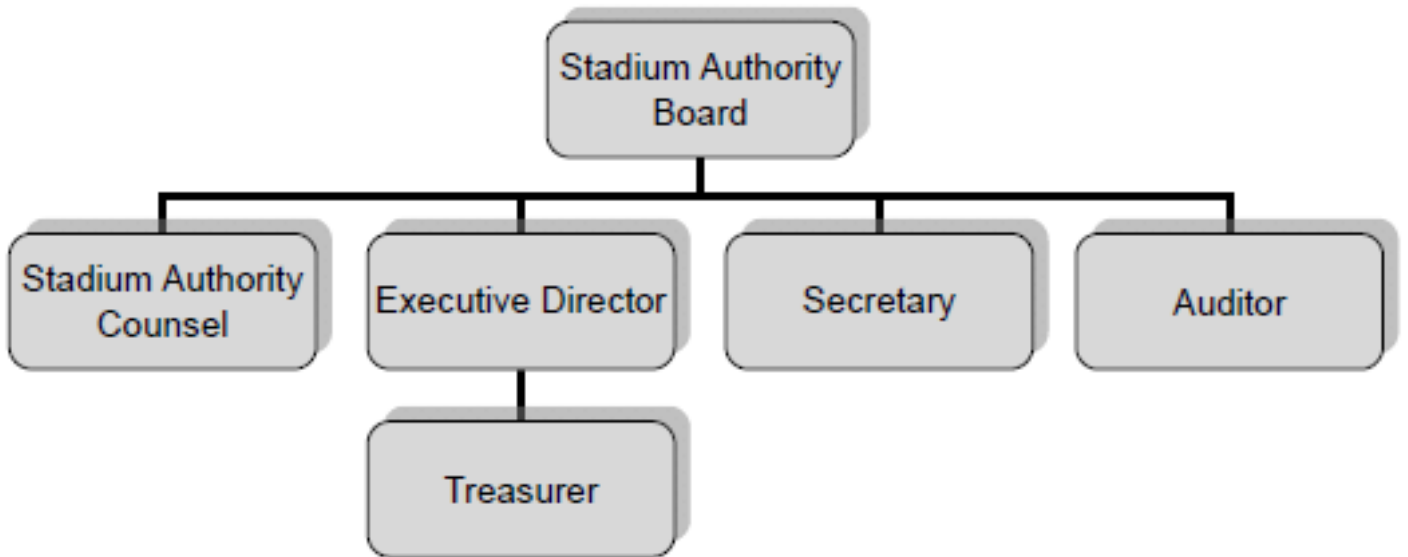 Stadium Authority
Board
Stadium Authority
Counsel
Executive Director
Secretary
Auditor
Treasurer